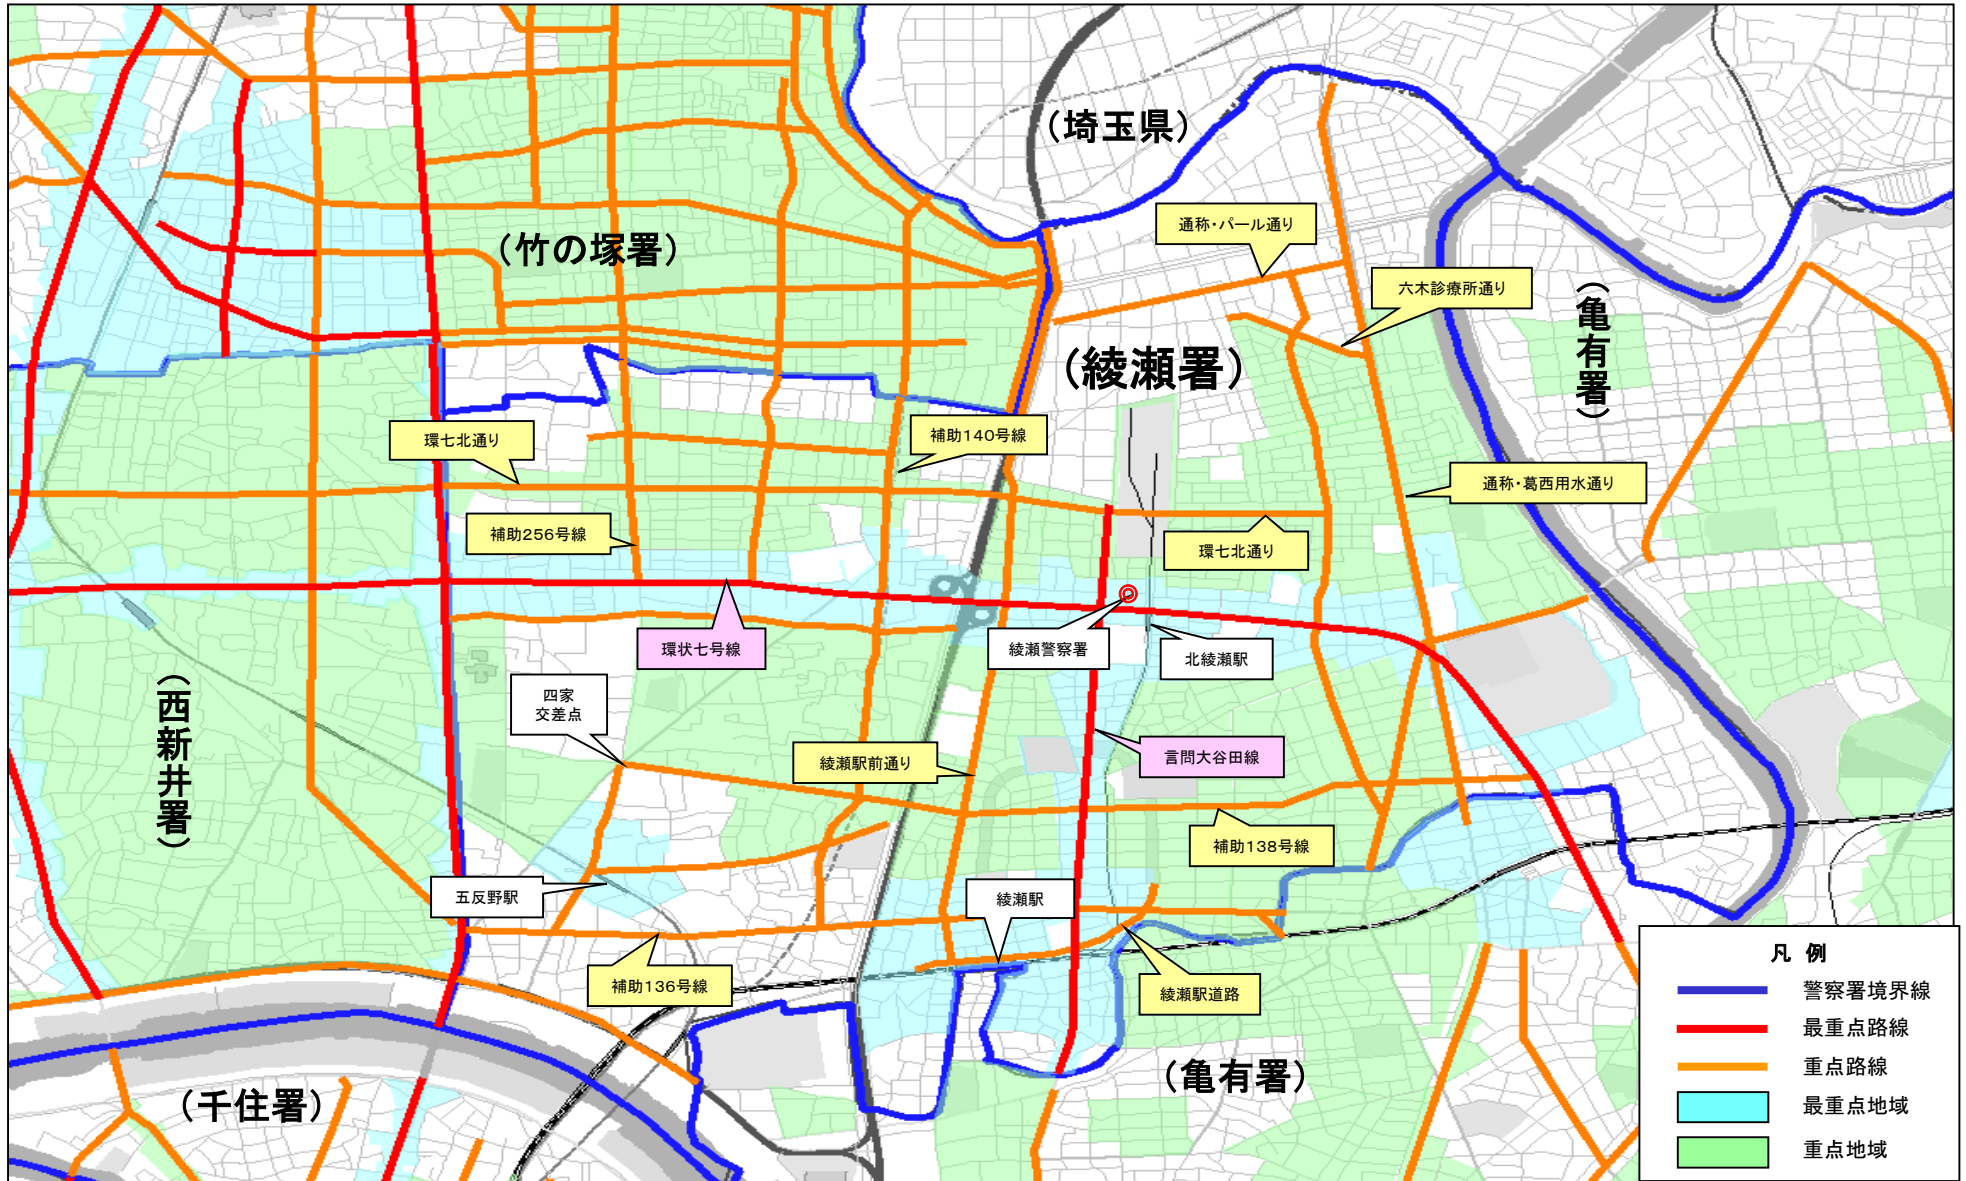 （埼玉県）
通称・パール通り
（竹の塚署）
六木診療所通り
（亀有署）
（綾瀬署）
環七北通り
補助140号線
通称・葛西用水通り
補助256号線
環七北通り
環状七号線
綾瀬警察署
北綾瀬駅
四家
交差点
（西新井署）
綾瀬駅前通り
言問大谷田線
補助138号線
五反野駅
綾瀬駅
補助136号線
綾瀬駅道路
（亀有署）
（千住署）
凡 例
警察署境界線
最重点路線
重点路線
最重点地域
重点地域